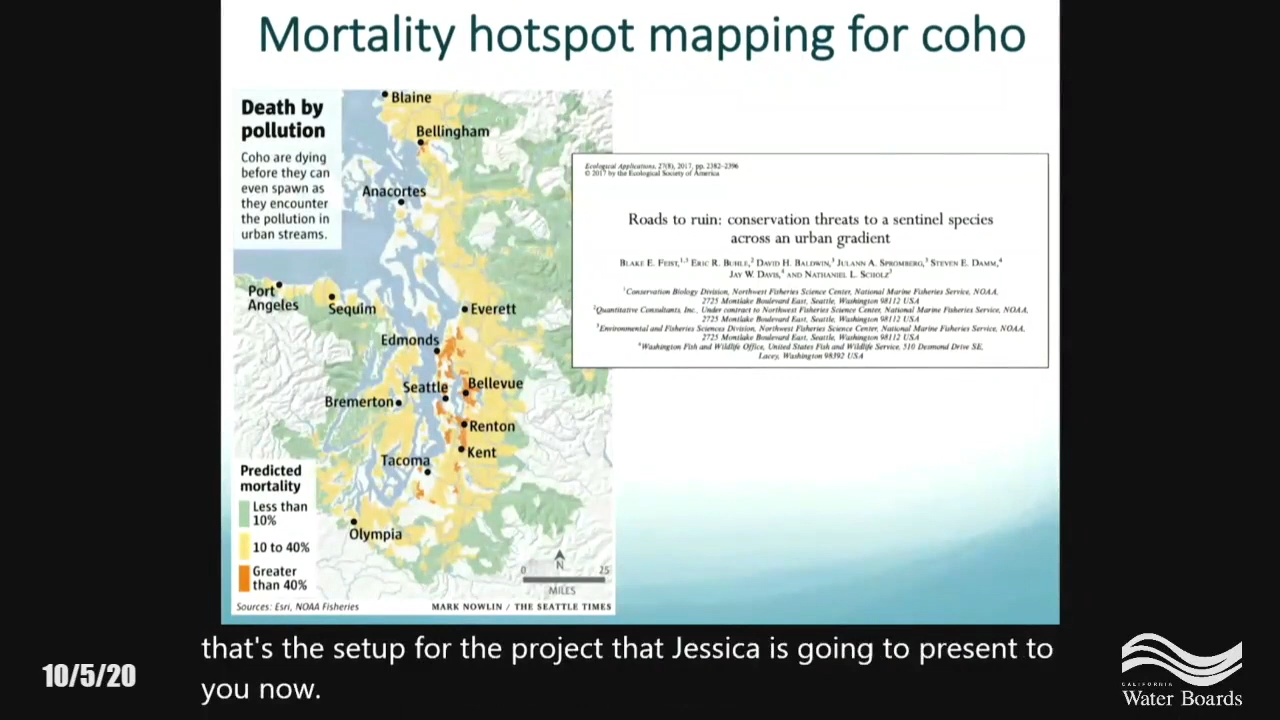 Mortality hotspot mapping for coho
Death by
pollution
Coho are dying
before they can
even spawn as
they encounter
the pollution in
urban streams.
Blaine
Bellingham
Anacortes
Port
Angeles
Sequim
Everett
Edmonds
Seattle
Bellevue
Bremerton
Renton
Kent
Tacoma
Olympia
Predicted
mortality
Less than
10%
10 to 40%
Greater
than 40%
N
0 25
MILES
Sources: Esri, NOAA Fisheries
MARK NOWLIN / THE SEATTLE TIMES
Ecological Applications, 27(8), 2017, pp. 2382–2396
© 2017 by the Ecological Society of America
Roads to ruin: conservation threats to a sentinel species
across an urban gradient
Blake E. Feist,1,5 Eric R. Buhle,2 David H. Baldwin,3 Julann A. Spromberg,3 Steven E. Damm,4
Jay W. Davis,4 and Nathaniel L. Scholz3
1Conservation Biology Division, Northwest Fisheries Science Center, National Marine Fisheries Service, NOAA,
2725 Montlake Boulevard East, Seattle, Washington 98112 USA
2Quantitative Consultants, Inc., Under contract to Northwest Fisheries Science Center, National Marine Fisheries Service, NOAA,
2725 Montlake Boulevard East, Seattle, Washington 98112 USA
3Environmental and Fisheries Sciences Division, Northwest Fisheries Science Center, National Marine Fisheries Service, NOAA,
2725 Montlake Boulevard East, Seattle, Washington 98112 USA
4Washington Fish and Wildlife Office, United States Fish and Wildlife Service, 510 Desmond Drive SE,
Lacey, Washington 98392 USA
that's the setup for the project that Jessica is going to present to
you now.
10/5/20
CALIFORNIA
Water Boards